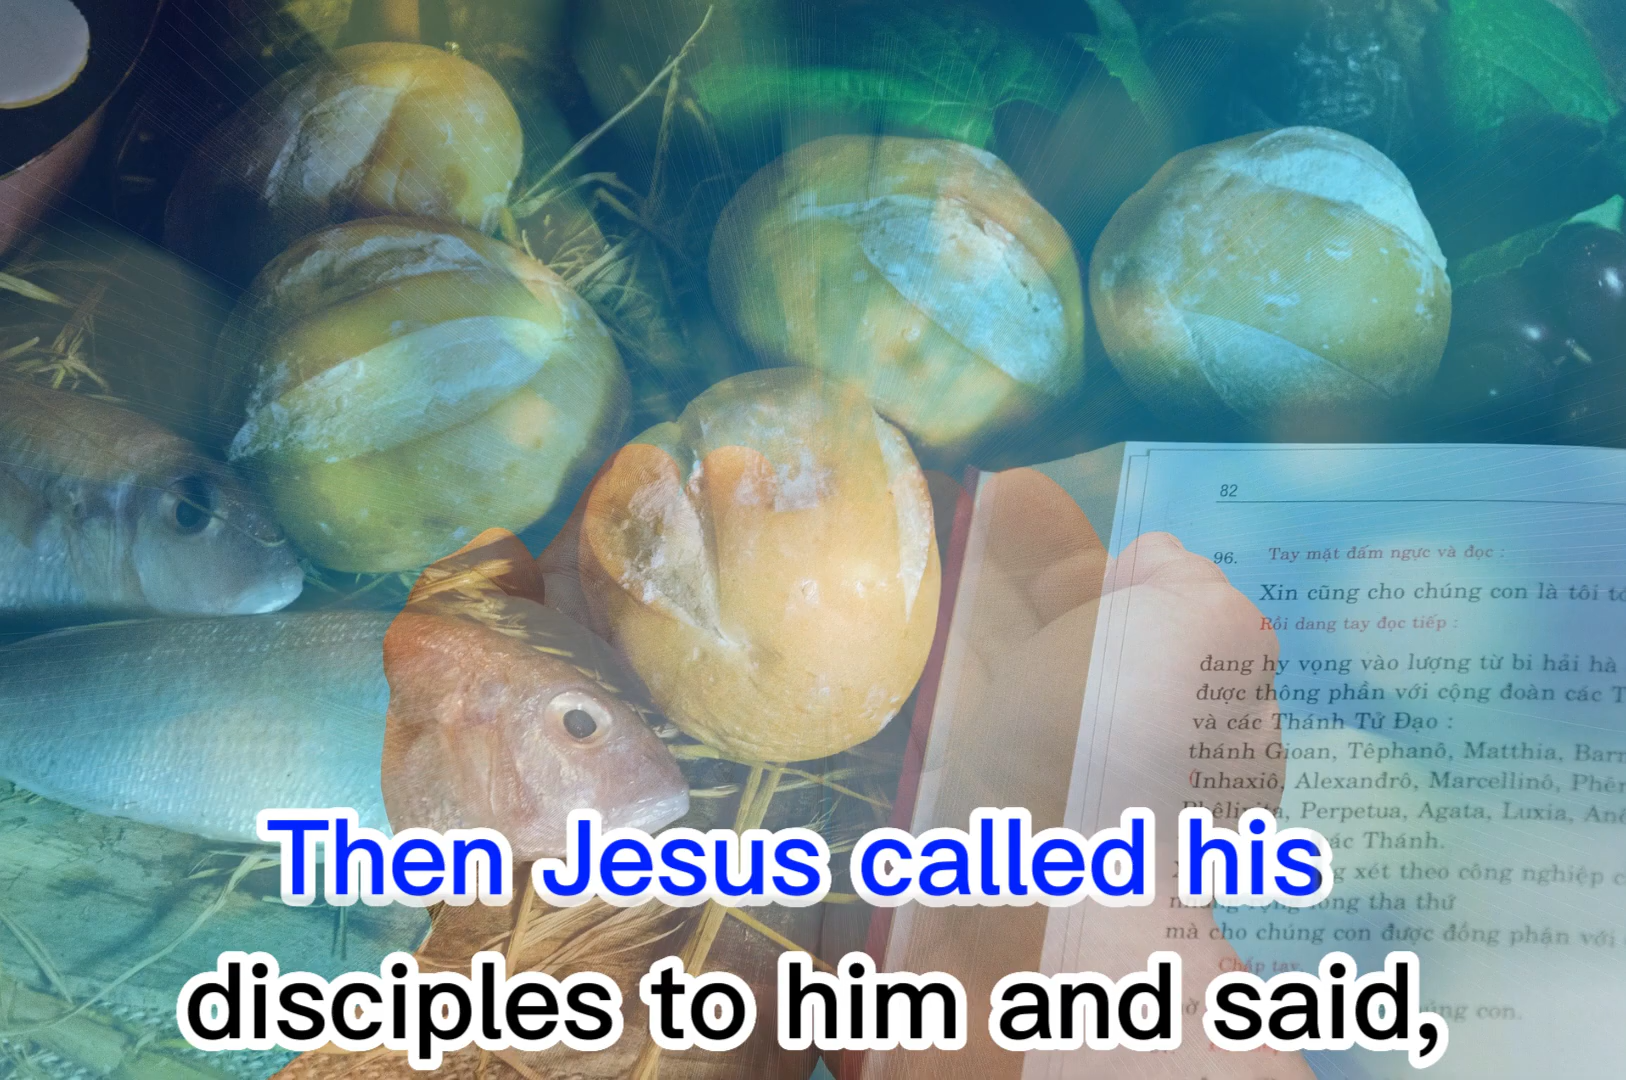 82
96. Tay mặt đấm ngực và đọc :
Xin cũng cho chúng con là tôi
Rồi dang tay đọc tiếp :
đang hy vọng vào lượng từ bi hải hà
được thông phần với cộng đoàn các
và các Thánh Tử Đạo :
thánh Gioan, Têphanô, Matthia,
Inhaxiô, Alexanđrô, Marcellinô,
Perpetua, Agata, Luxia,
Thánh.
xét theo công nghiệp
tha thứ
mà cho chúng con được đồng phận với
Chắp tay.
con.
Then Jesus called his
disciples to him and said,